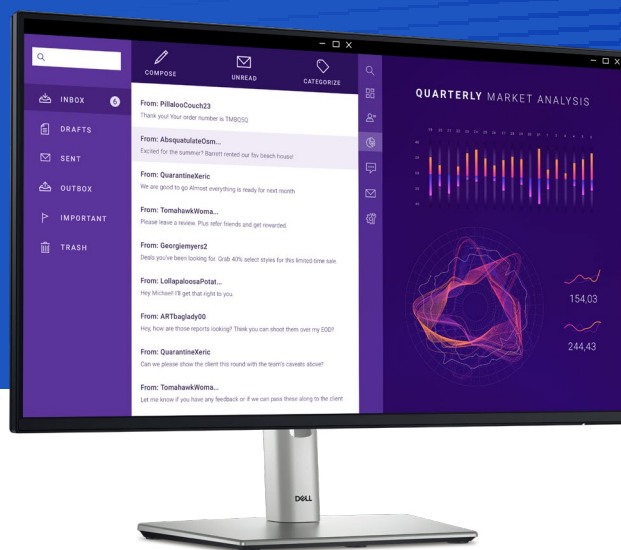 COMPOSE
UNREAD
CATEGORIZE
INBOX 6
DRAFTS
SENT
OUTBOX
IMPORTANT
TRASH
From: PillalooCouch23
Thank you! Your order number is TMBQ5Q
From: AbsquatulateOsm...
Excited for the summer? Barrett rented our fav beach house!
From: QuarantineXeric
We are good to go Almost everything is ready for next month
From: TomahawkWoma...
Please leave a review. Plus refer friends and get rewarded.
From: Georgiemyers2
Deals you've been looking for. Grab 40% select styles for this limited-time sale.
From: LollapaloosaPotat...
Hey Michael! I'll get that right to you.
From: ARTbaglady00
Hey, how are those reports looking? Think you can shoot them over my EOD?
From: QuarantineXeric
Can we please show the client this round with the team's caveats above?
From: TomahawkWoma...
Let me know if you have any feedback or if we can pass these along to the client
QUARTERLY MARKET ANALYSIS
154,03
244,43
DELL